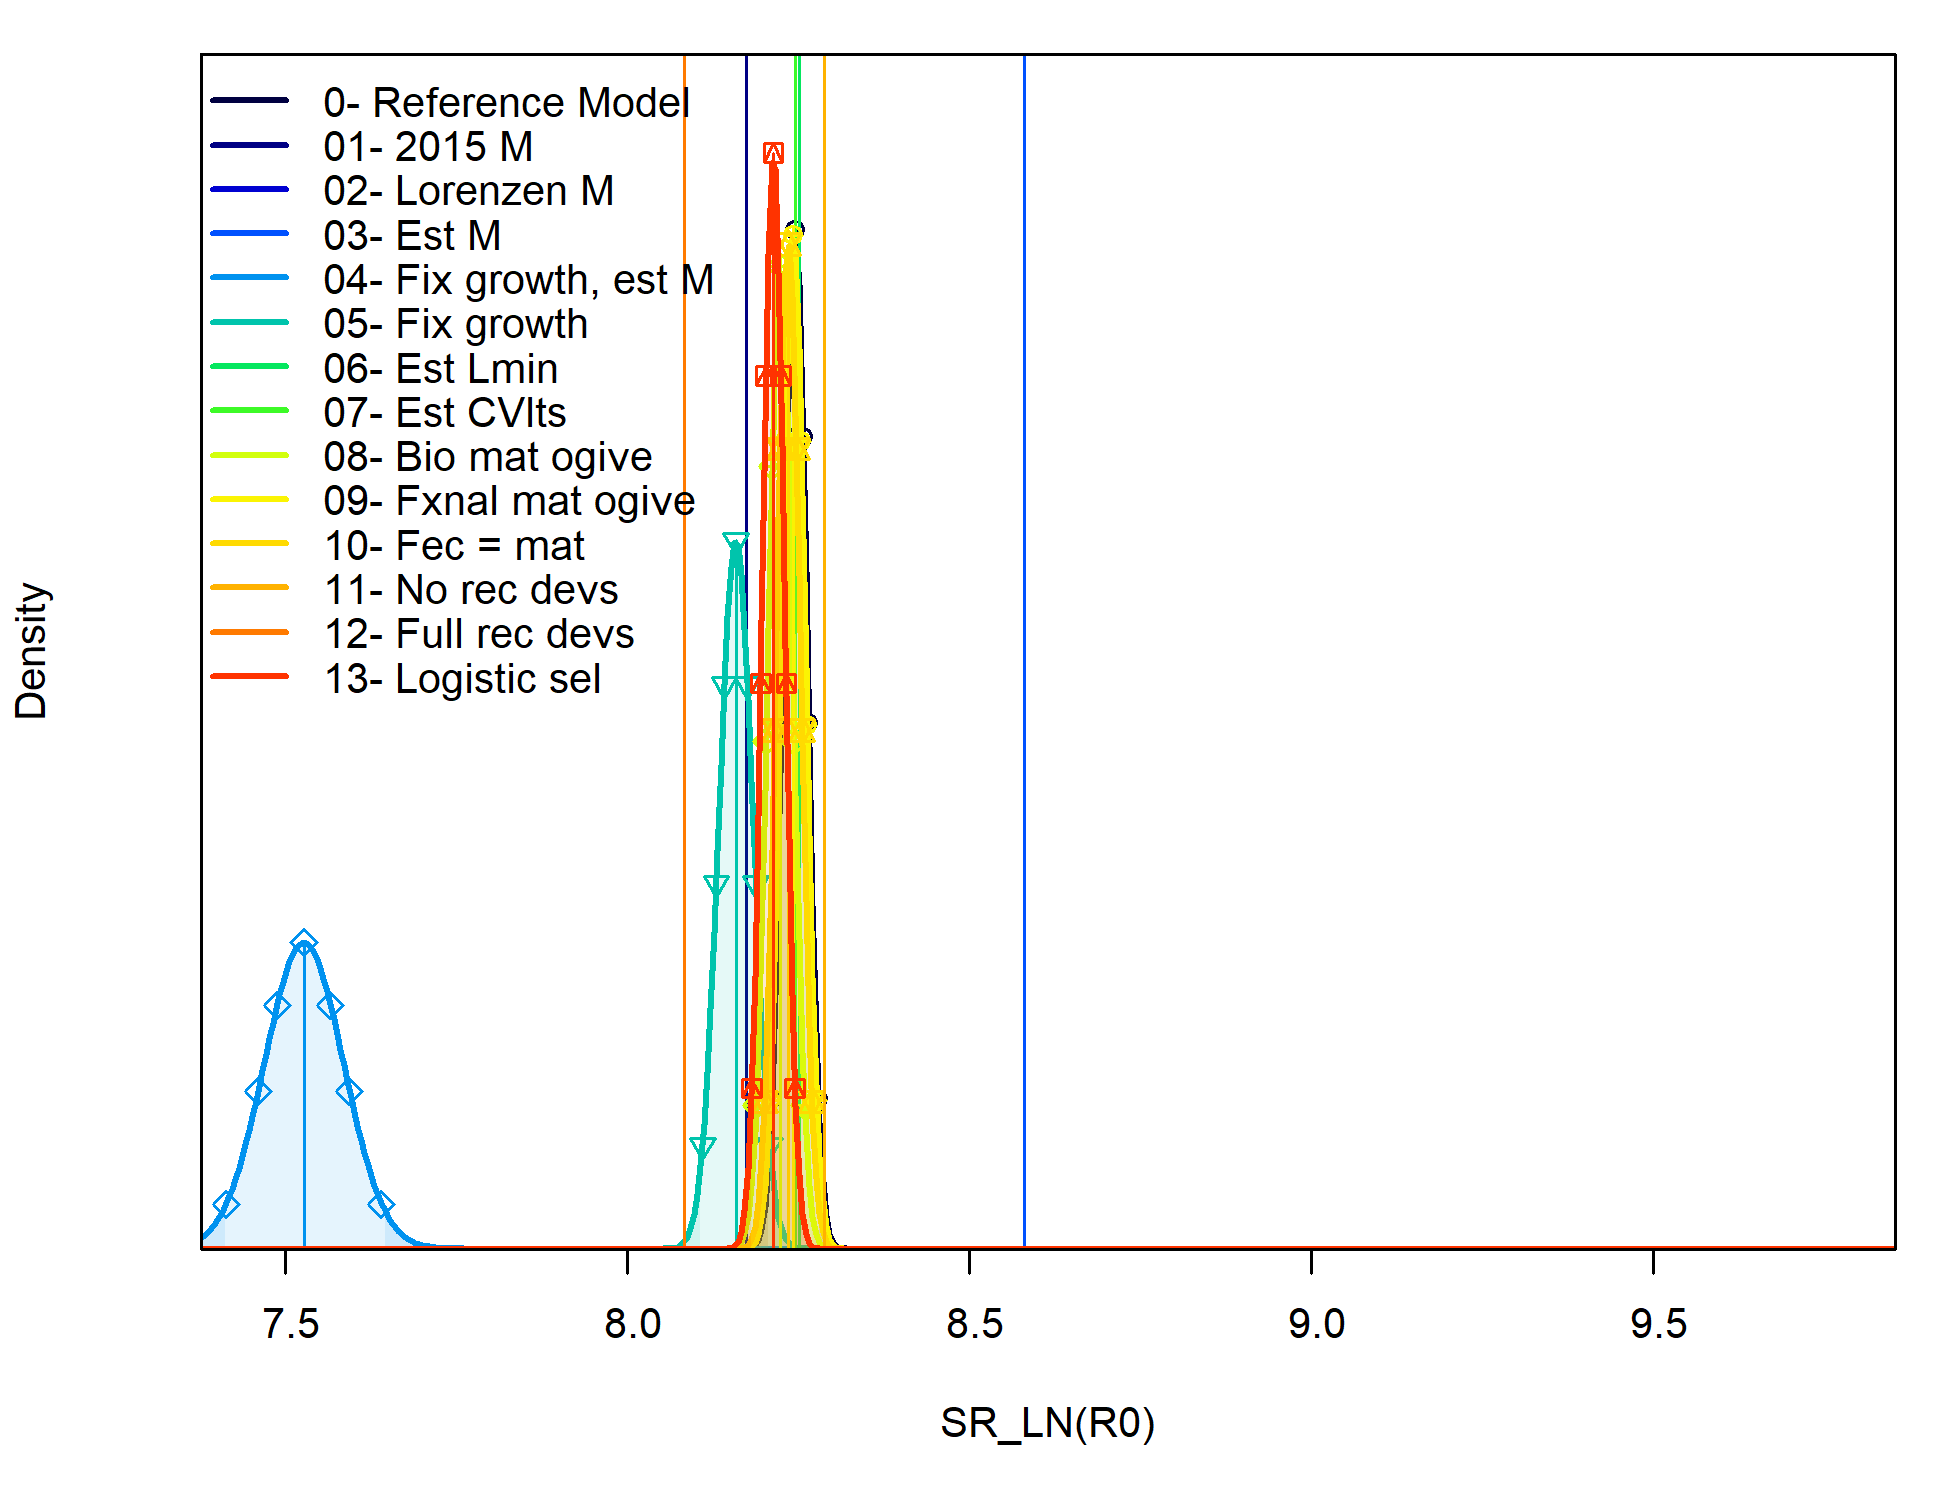 0- Reference Model
01- 2015 M
02- Lorenzen M
03- Est M
04- Fix growth, est M
05- Fix growth
06- Est Lmin
07- Est CVlts
08- Bio mat ogive
09- Fxnal mat ogive
10- Fec = mat
11- No rec devs
12- Full rec devs
13- Logistic sel
Density
7.5 8.0 8.5 9.0 9.5
SR_LN(R0)